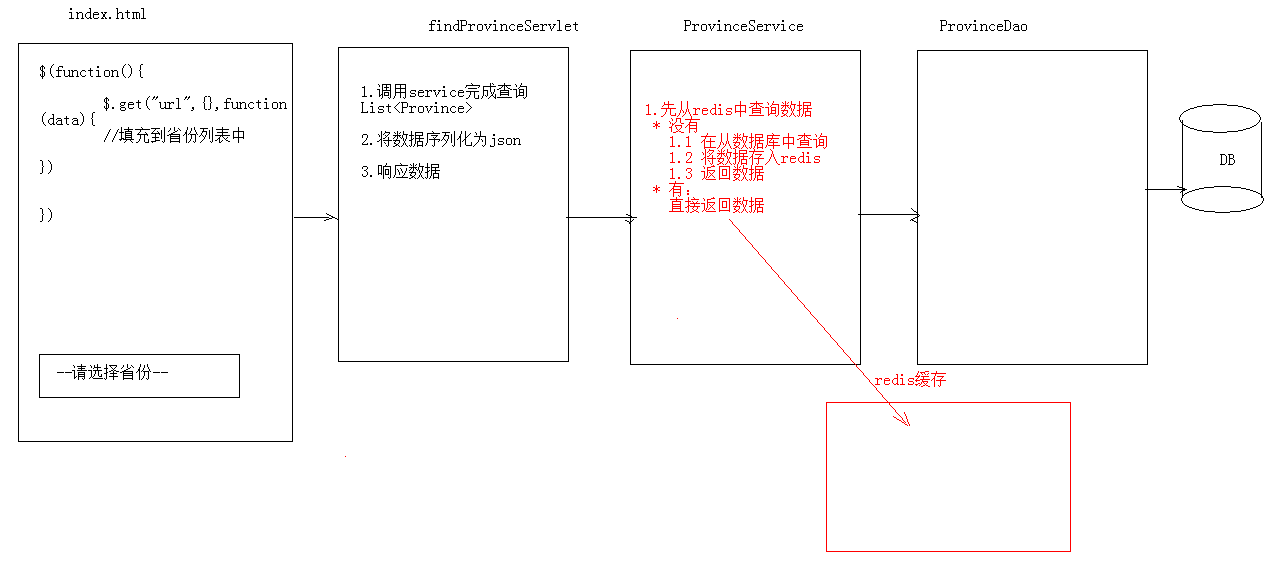 index.html
$(function(){
$.get("url",{},function
(data){
//填充到省份列表中
})
})
--请选择省份--
findProvinceServlet
1.调用service完成查询
List<Province>
2.将数据序列化为json
3.响应数据
ProvinceService
1.先从redis中查询数据
* 没有
1.1 在从数据库中查询
1.2 将数据存入redis
1.3 返回数据
* 有:
直接返回数据
ProvinceDao
DB
redis缓存